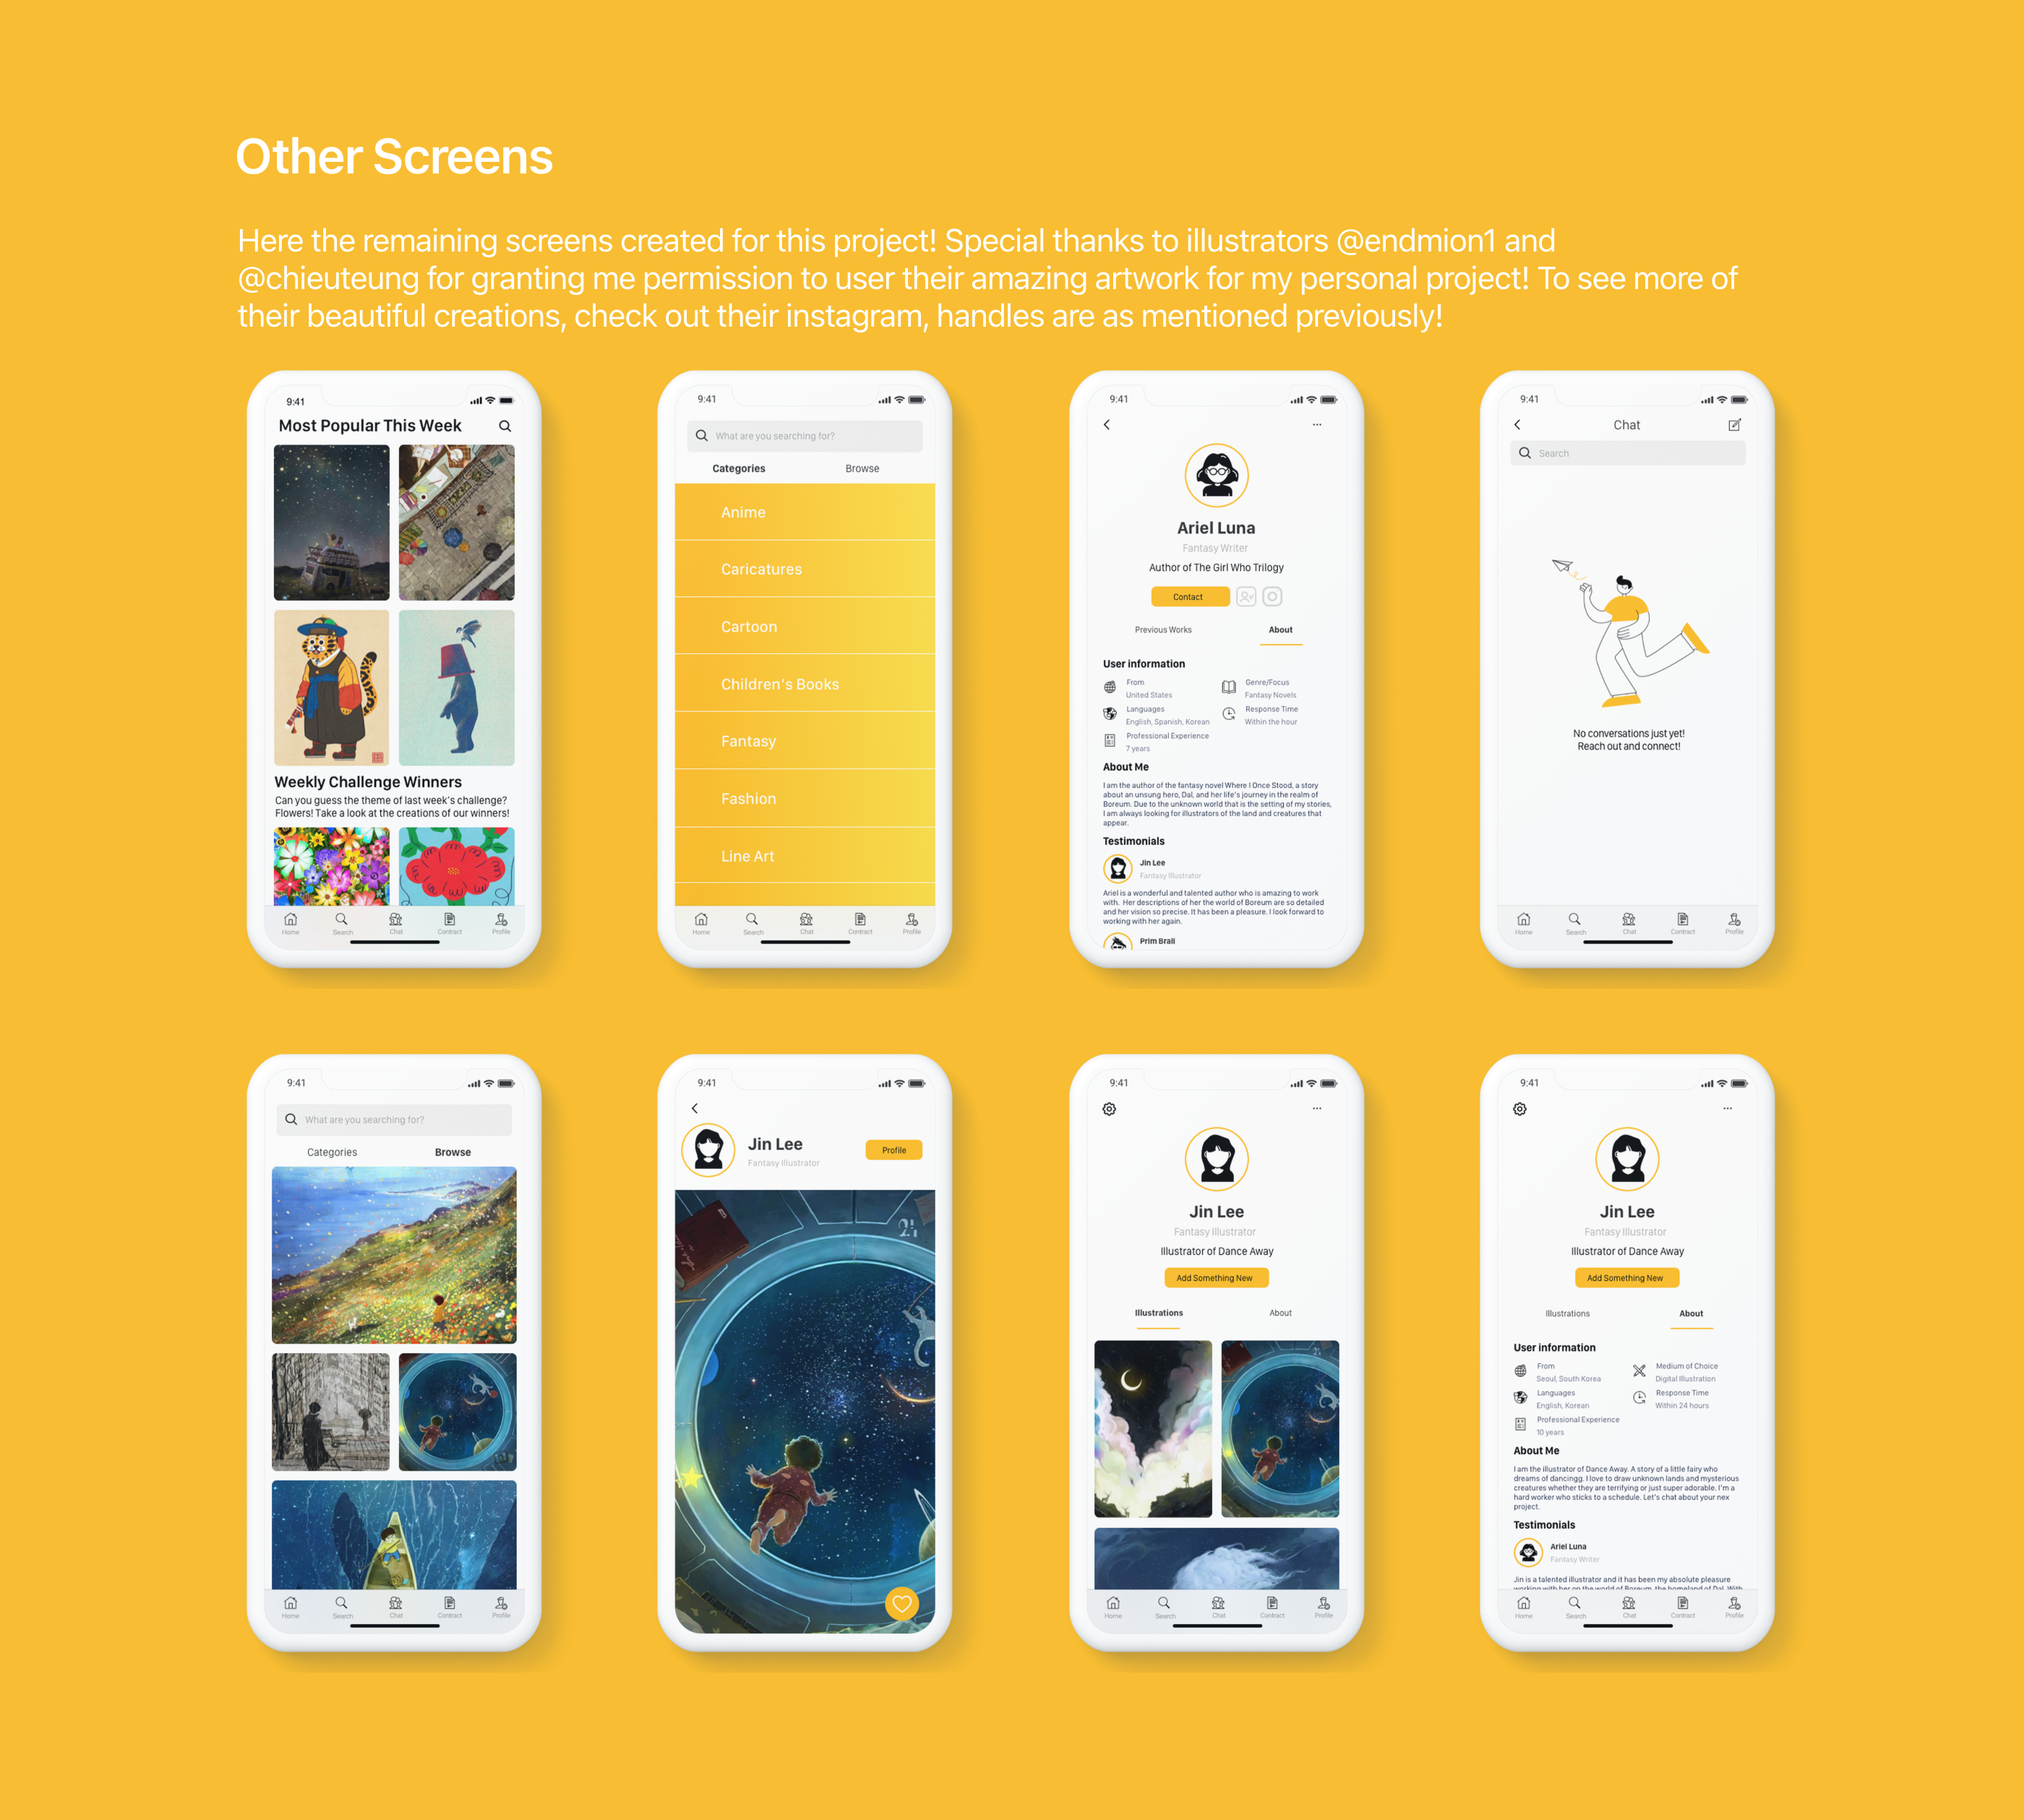 Other Screens
Here the remaining screens created for this project! Special thanks to illustrators @endmion1 and
@chieuteung for granting me permission to user their amazing artwork for my personal project! To see more of
their beautiful creations, check out their instagram, handles are as mentioned previously!
9:41
Most Popular This Week
Weekly Challenge Winners
Can you guess the theme of last week's challenge?
Flowers! Take a look at the creations of our winners!
Home Search Chat Contract Profile
9:41
What are you searching for?
Categories Browse
Anime
Caricatures
Cartoon
Children's Books
Fantasy
Fashion
Line Art
Home Search Chat Contract Profile
9:41
Ariel Luna
Fantasy Writer
Author of The Girl Who Trilogy
Contact
Previous Works About
User information
From Genre/Focus
United States Fantasy Novels
Languages Response Time
English, Spanish, Korean Within the hour
Professional Experience
7 years
About Me
I am the author of the fantasy novel Where I Once Stood, a story
about an unsung hero, Dal, and her life's journey in the realm of
Boreum. Due to the unknown world that is the setting of my stories,
I am always looking for illustrators of the land and creatures that
appear.
Testimonials
Jin Lee
Fantasy Illustrator
Ariel is a wonderful and talented author who is amazing to work
with. Her descriptions of her the world of Boreum are so detailed
and her vision so precise. It has been a pleasure. I look forward to
working with her again.
Prim Brali
9:41
Chat
Search
No conversations just yet!
Reach out and connect!
Home Search Chat Contract Profile
9:41
What are you searching for?
Categories Browse
Home Search Chat Contract Profile
9:41
Jin Lee
Fantasy Illustrator
Profile
9:41
Jin Lee
Fantasy Illustrator
Illustrator of Dance Away
Add Something New
Illustrations About
Home Search Chat Contract Profile
9:41
Jin Lee
Fantasy Illustrator
Illustrator of Dance Away
Add Something New
Illustrations About
User information
From Medium of Choice
Seoul, South Korea Digital Illustration
Languages Response Time
English, Korean Within 24 hours
Professional Experience
10 years
About Me
I am the illustrator of Dance Away. A story of a little fairy who
dreams of dancingg. I love to draw unknown lands and mysterious
creatures whether they are terrifying or just super adorable. I'm a
hard worker who sticks to a schedule. Let's chat about your nex
project.
Testimonials
Ariel Luna
Fantasy Writer
Jin is a talented illustrator and it has been my absolute pleasure
working with her on the world of Boreum, the homeland of Dal. With
Home Search Chat Contract Profile